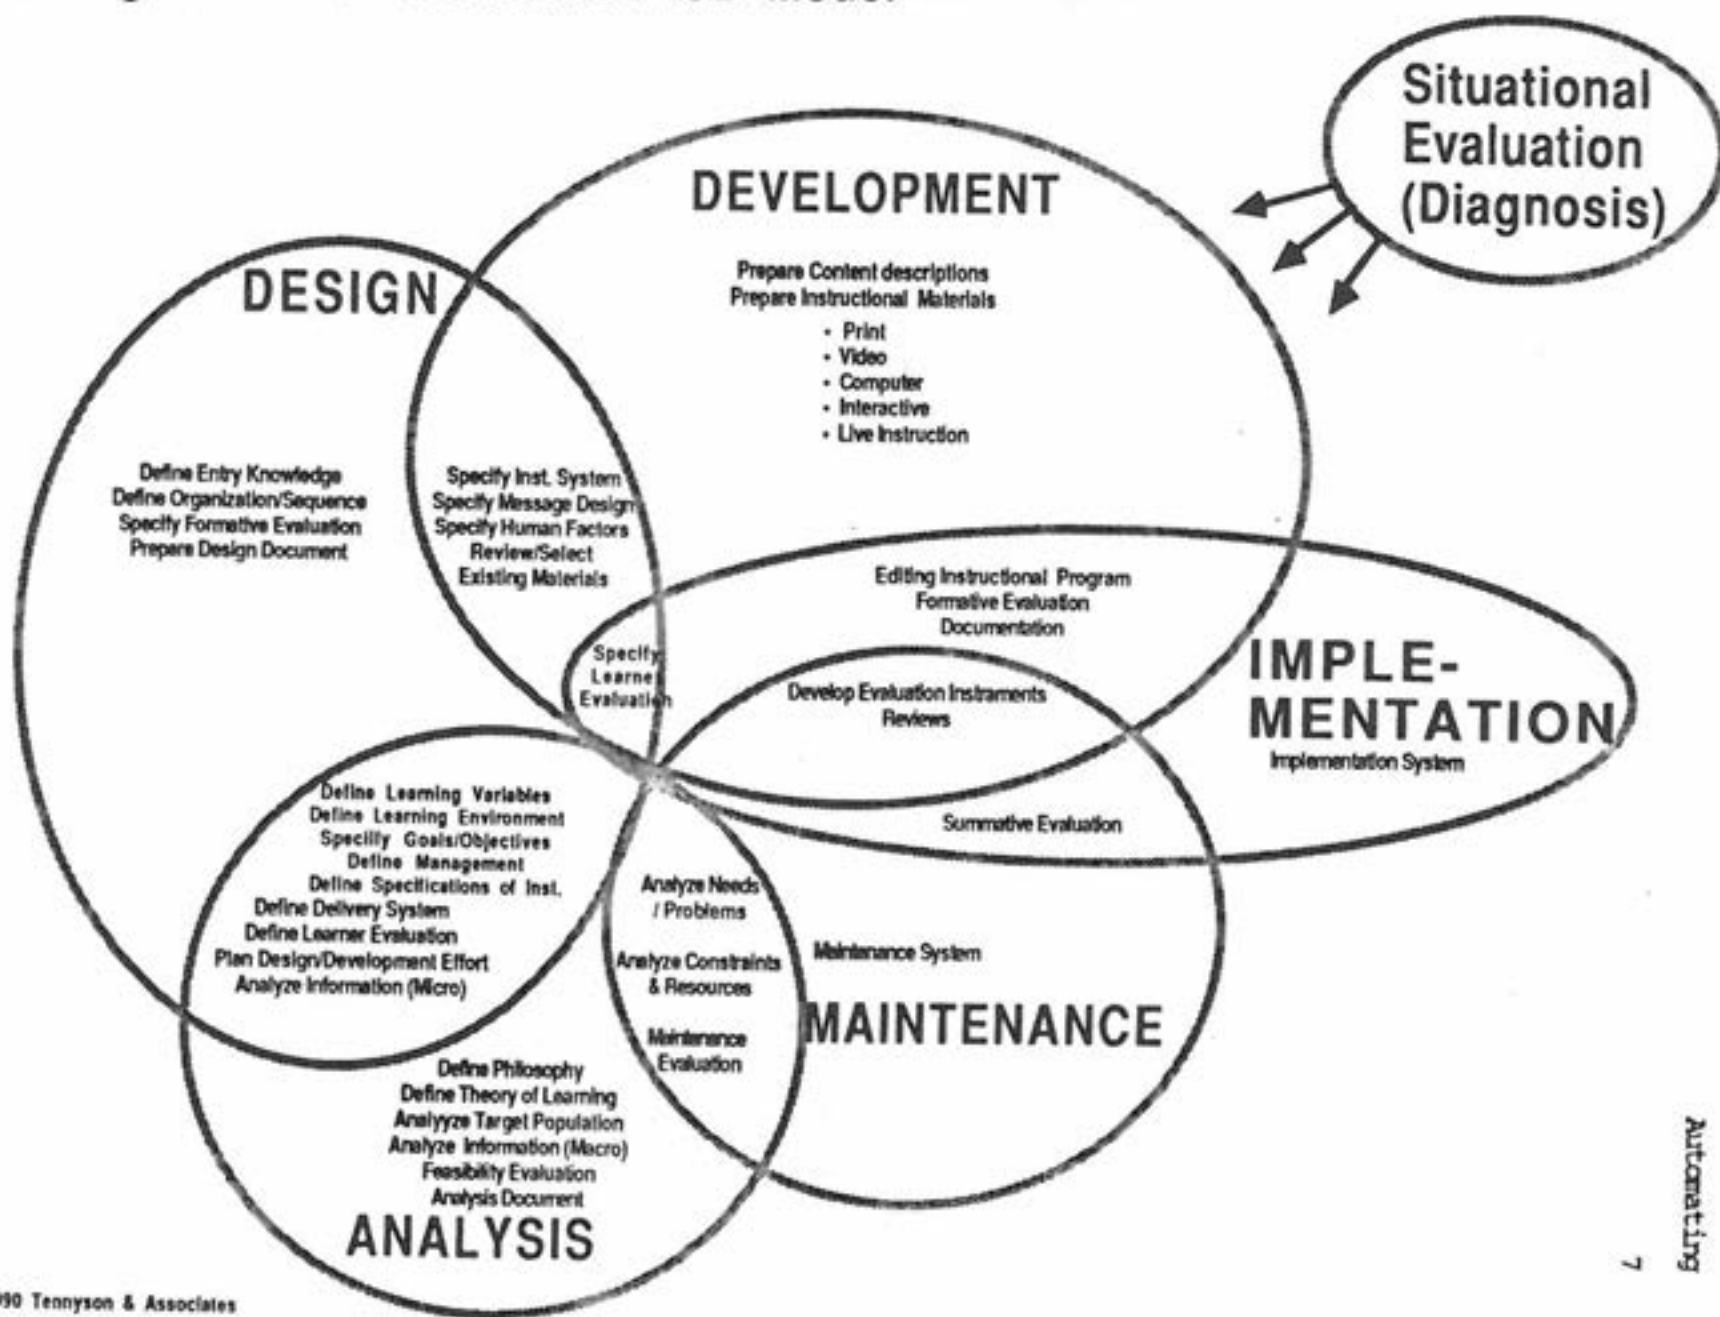 Model
Situational
Evaluation
(Diagnosis)
DEVELOPMENT
Prepare Content descriptions
Prepare Instructional Materials
• Print
• Video
• Computer
• Interactive
• Live Instruction
DESIGN
Define Entry Knowledge
Define Organization/Sequence
Specify Formative Evaluation
Prepare Design Document
Specify Inst. System
Specify Message Design
Specify Human Factors
Review/Select
Existing Materials
Editing Instructional Program
Formative Evaluation
Documentation
Specify
Learner
Evaluation
Develop Evaluation Instraments
Reviews
IMPLE-
MENTATION
Implementation System
Summative Evaluation
Define Learning Variables
Define Learning Environment
Specifiy Goals/Objectives
Define Management
Define Specifications of Inst.
Define Delivery System
Define Learner Evaluation
Plan Design/Development Effort
Analyze Information (Micro)
Analyze Needs
/ Problems
Analyze Constraints
& Resources
Maintenance
Evaluation
Maintenance System
MAINTENANCE
Define Philosophy
Define Theory of Learning
Analyyze Target Population
Analyze Information (Macro)
Feasibility Evaluation
Analysis Document
ANALYSIS
90 Tennyson & Associates
Automating
7